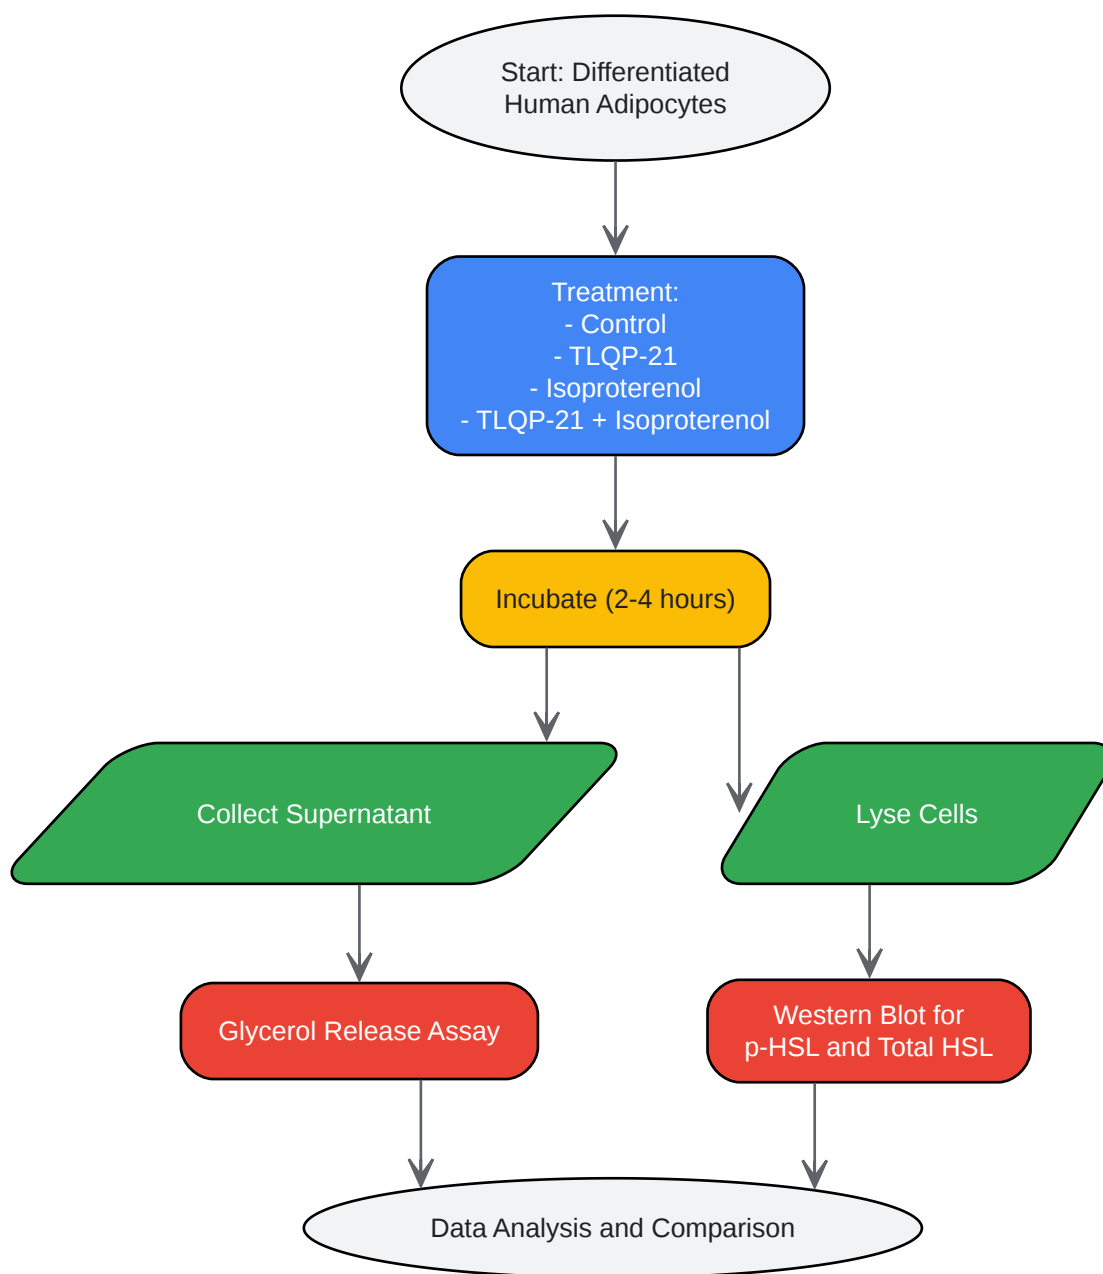 Start: Differentiated
Human Adipocytes
Treatment:
- Control
- TLQP-21
- Isoproterenol
- TLQP-21 + Isoproterenol
Incubate (2-4 hours)
Collect Supernatant
Lyse Cells
Glycerol Release Assay
Western Blot for
p-HSL and Total HSL
Data Analysis and Comparison